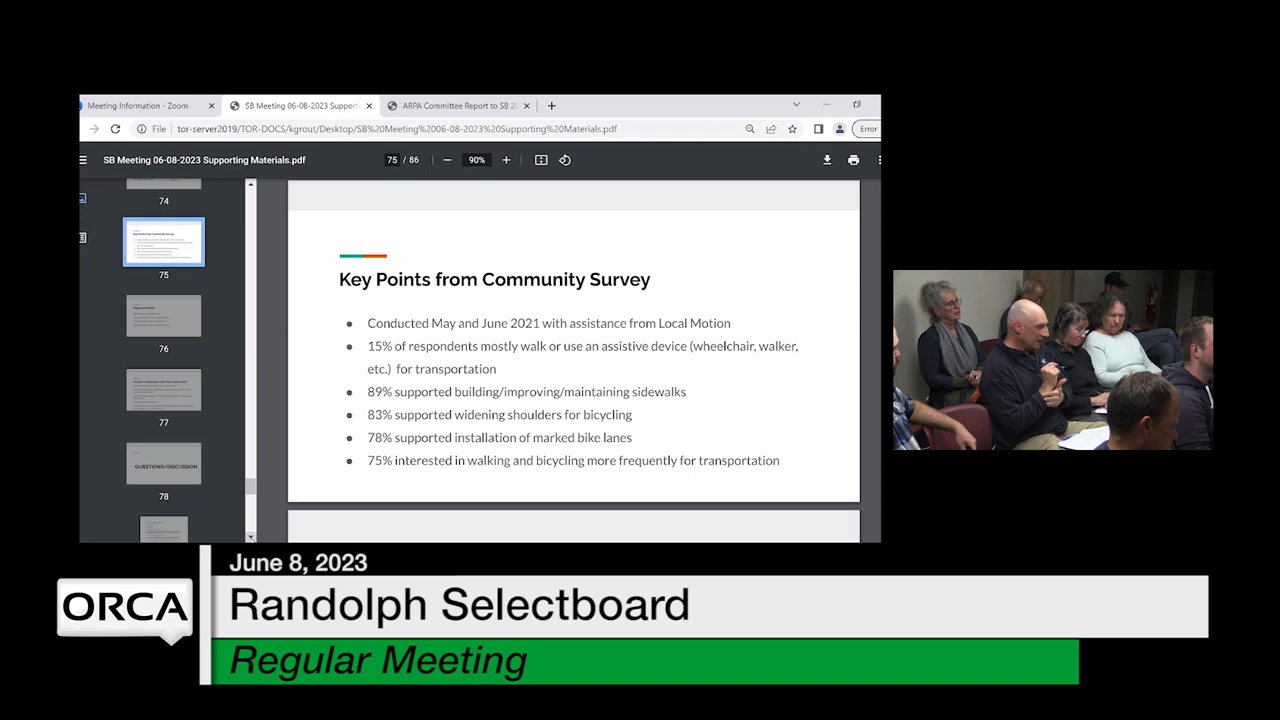 Meeting Information - Zoom
SB Meeting 06-08-2023 Support
ARPA Committee Report to SB 2
File tor-server2019/TOR-DOCS/kgrout/Desktop/SB%20Meeting%2006-08-2023%20Supporting%20Materials.pdf
Error
SB Meeting 06-08-2023 Supporting Materials.pdf
75 / 86
90%
74
75
76
77
QUESTIONS/DISCUSSION
78
Key Points from Community Survey
● Conducted May and June 2021 with assistance from Local Motion
● 15% of respondents mostly walk or use an assistive device (wheelchair, walker,
etc.) for transportation
● 89% supported building/improving/maintaining sidewalks
● 83% supported widening shoulders for bicycling
● 78% supported installation of marked bike lanes
● 75% interested in walking and bicycling more frequently for transportation
June 8, 2023
ORCA
Randolph Selectboard
Regular Meeting